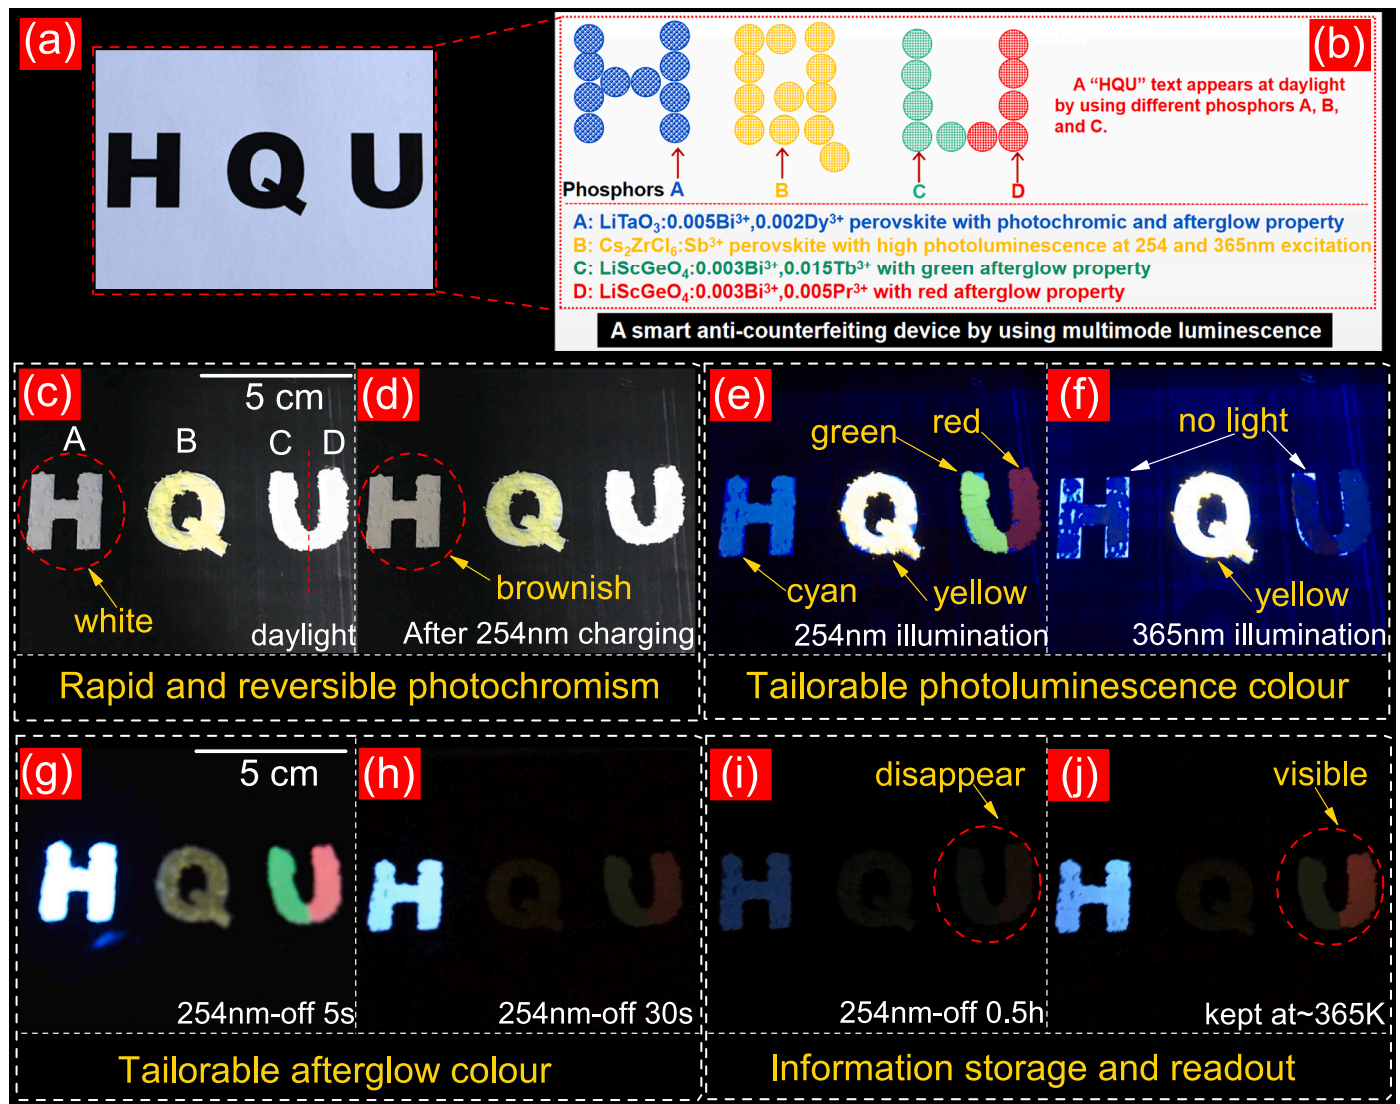 (a)
H Q U
(b)
A “HQU” text appears at daylight
by using different phosphors A, B,
and C.
Phosphors A
B
C
D
A: LiTaO₃:0.005Bi³⁺,0.002Dy³⁺ perovskite with photochromic and afterglow property
B: Cs₂ZrCl₆:Sb³⁺ perovskite with high photoluminescence at 254 and 365nm excitation
C: LiScGeO₄:0.003Bi³⁺,0.015Tb³⁺ with green afterglow property
D: LiScGeO₄:0.003Bi³⁺,0.005Pr³⁺ with red afterglow property
A smart anti-counterfeiting device by using multimode luminescence
(c)
5 cm
A
B
C
D
H Q U
white
daylight
(d)
H Q U
brownish
After 254nm charging
Rapid and reversible photochromism
(e)
green
red
H Q U
cyan
yellow
254nm illumination
(f)
no light
H Q U
yellow
365nm illumination
Tailorable photoluminescence colour
(g)
5 cm
H Q U
254nm-off 5s
(h)
H Q U
254nm-off 30s
Tailorable afterglow colour
(i)
disappear
H Q U
254nm-off 0.5h
(j)
visible
H Q U
kept at~365K
Information storage and readout